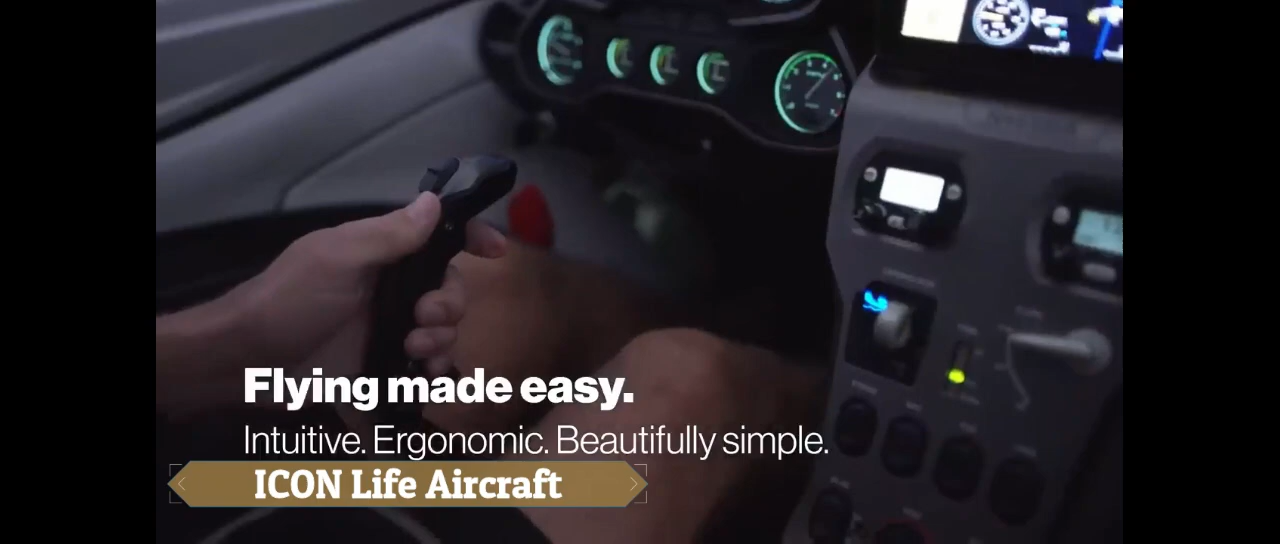 Flying made easy.
Intuitive. Ergonomic. Beautifully simple.
ICON Life Aircraft